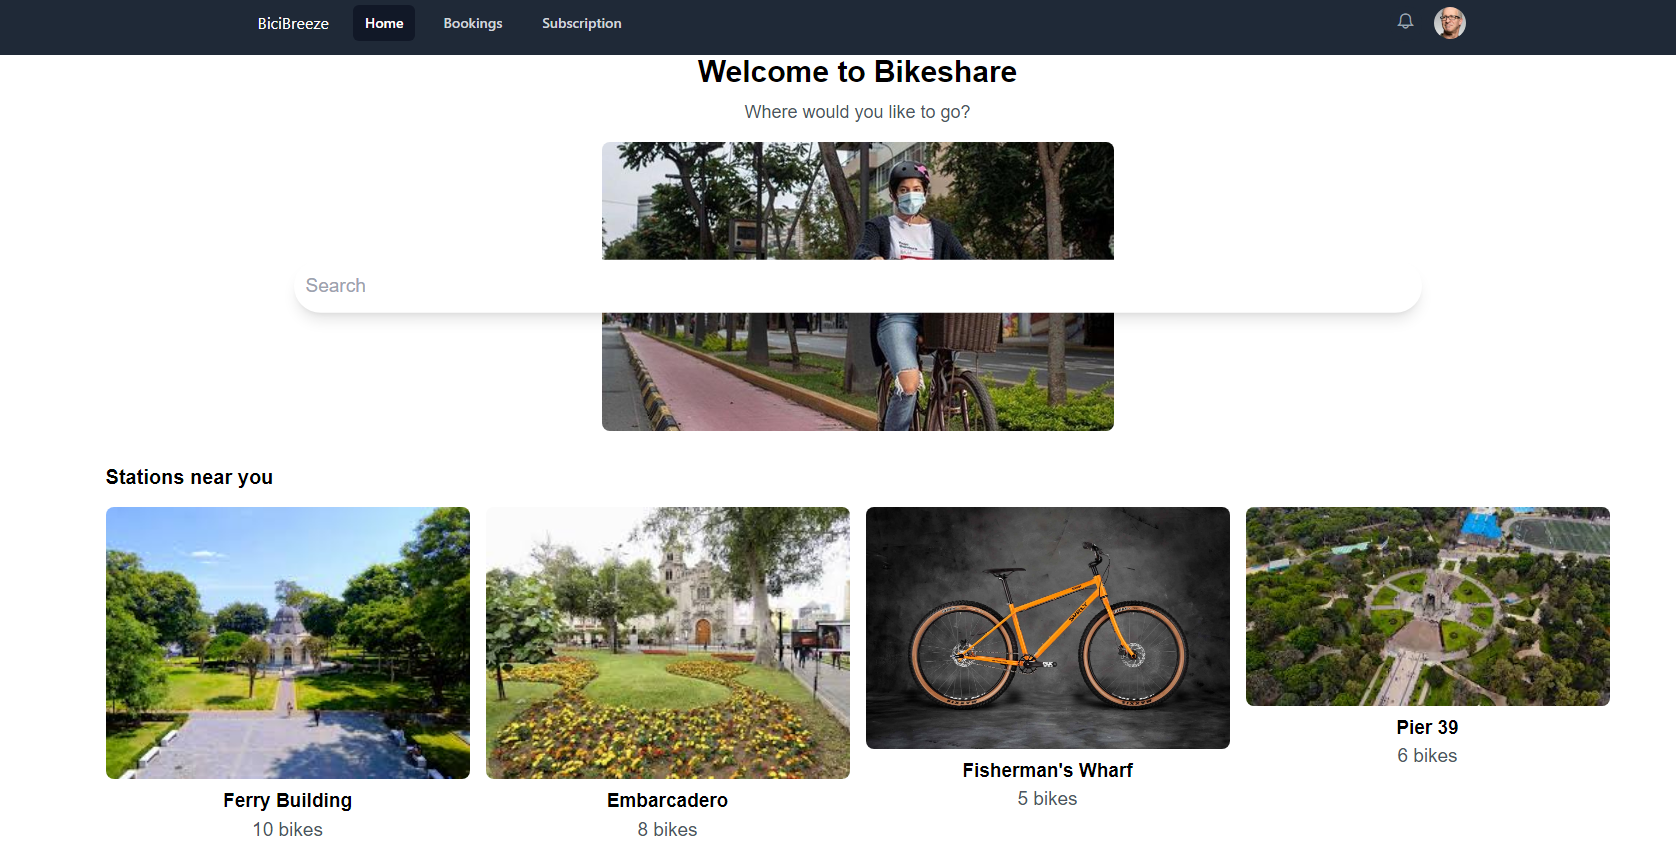 BiciBreeze Home Bookings Subscription
Welcome to Bikeshare
Where would you like to go?
Search
Stations near you
Ferry Building
10 bikes
Embarcadero
8 bikes
SURLY
Fisherman's Wharf
5 bikes
Pier 39
6 bikes